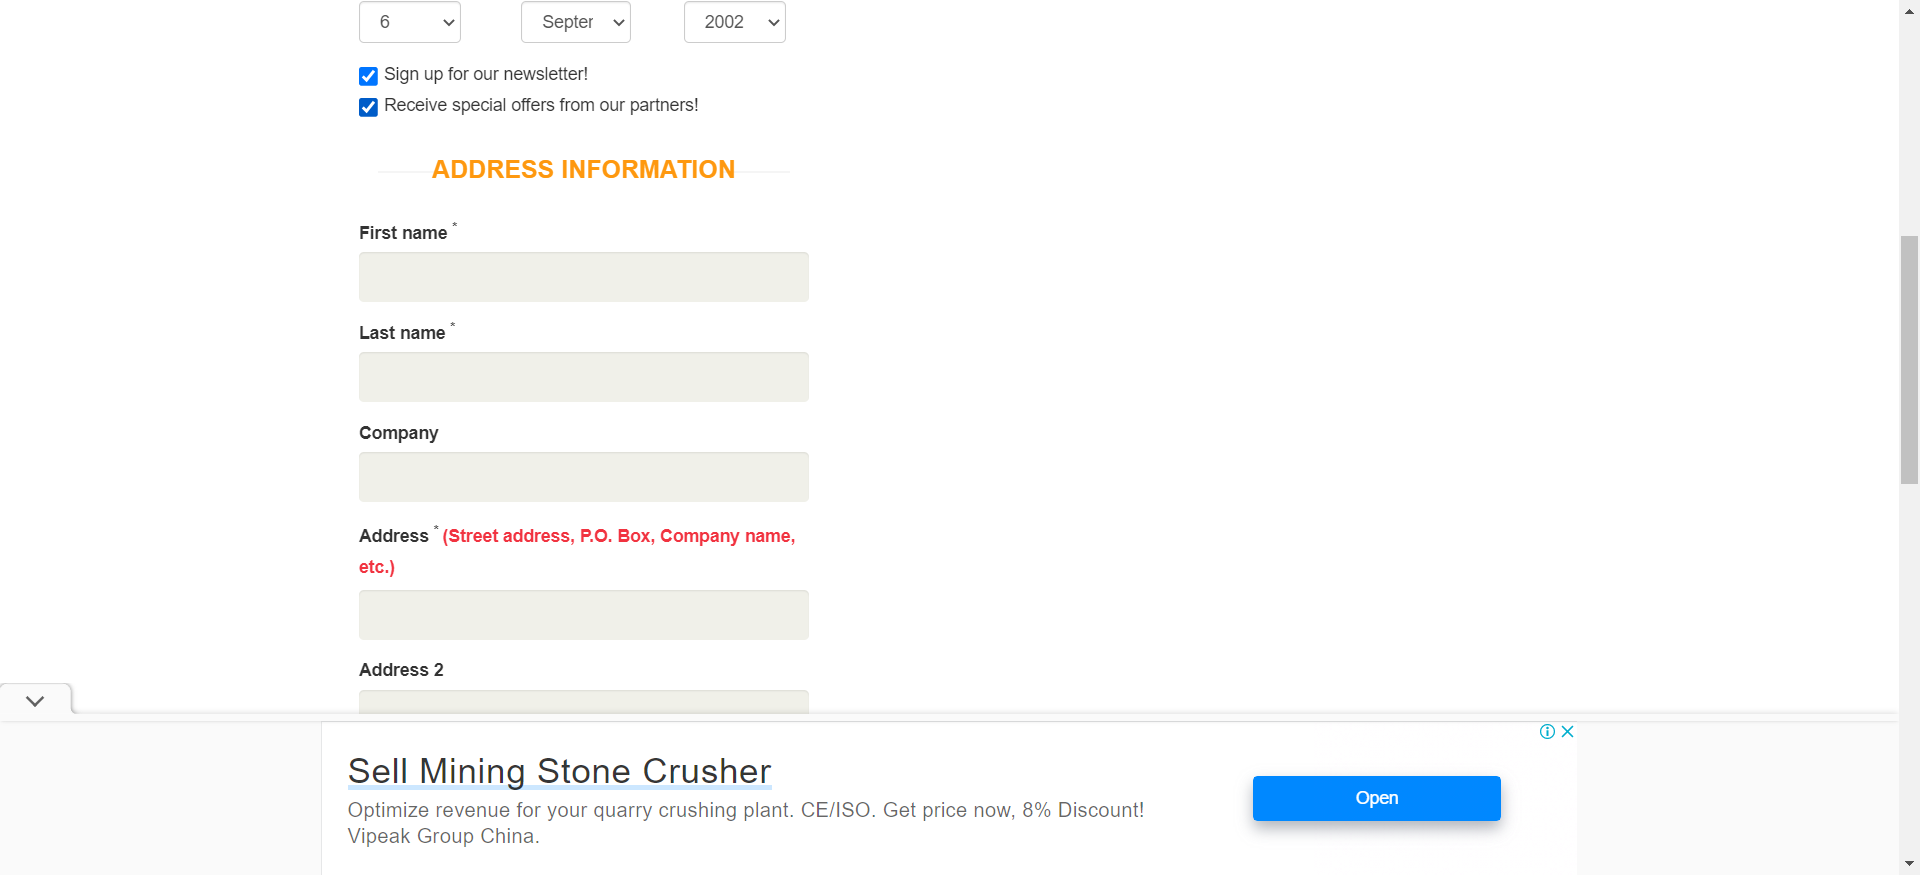 6 Septer 2002
Sign up for our newsletter!
Receive special offers from our partners!
ADDRESS INFORMATION
First name *
Last name *
Company
Address * (Street address, P.O. Box, Company name,
etc.)
Address 2
Sell Mining Stone Crusher
Optimize revenue for your quarry crushing plant. CE/ISO. Get price now, 8% Discount!
Vipeak Group China.
Open